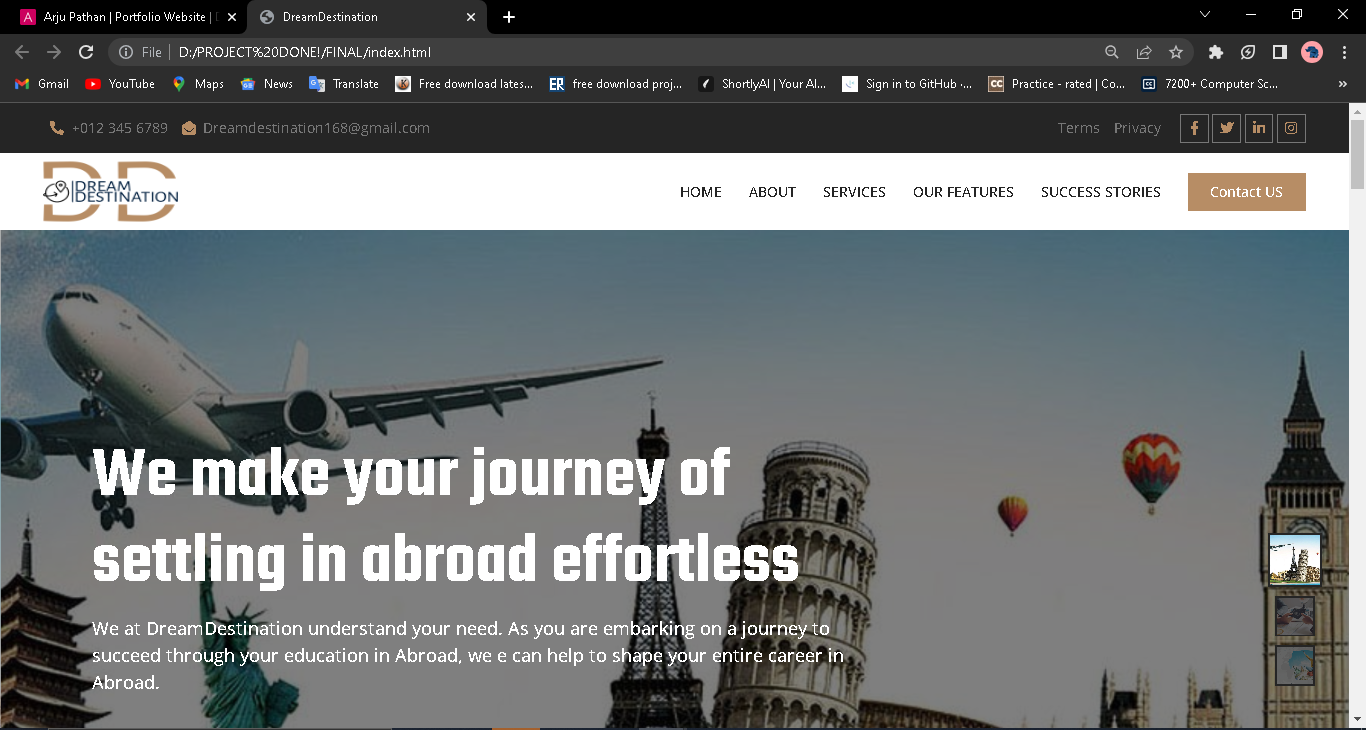 Arju Pathan | Portfolio Website |
DreamDestination
File | D:/PROJECT%20DONE!/FINAL/index.html
Gmail YouTube Maps News Translate Free download lates... free download proj... ShortlyAI | Your AI... Sign in to GitHub ·... Practice - rated | Co... 7200+ Computer Sc... »
+012 345 6789 Dreamdestination168@gmail.com Terms Privacy
DREAM
DESTINATION
HOME ABOUT SERVICES OUR FEATURES SUCCESS STORIES Contact US
We make your journey of
settling in abroad effortless
We at DreamDestination understand your need. As you are embarking on a journey to
succeed through your education in Abroad, we e can help to shape your entire career in
Abroad.